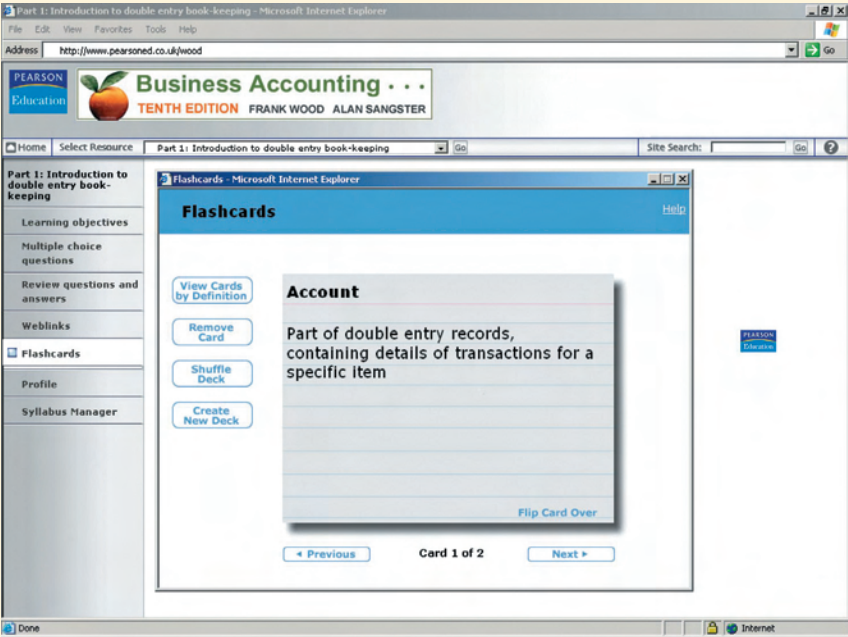 Part 1: Introduction to double entry book-keeping - Microsoft Internet Explorer
File Edit View Favorites Tools Help
Address http://www.pearsoned.co.uk/wood Go
PEARSON
Education
Business Accounting . . .
TENTH EDITION FRANK WOOD ALAN SANGSTER
Home Select Resource Part 1: Introduction to double entry book-keeping Go Site Search: Go ?
Part 1: Introduction to
double entry book-
keeping
Learning objectives
Multiple choice
questions
Review questions and
answers
Weblinks
Flashcards
Profile
Syllabus Manager
Flashcards - Microsoft Internet Explorer
Flashcards
Help
View Cards
by Definition
Remove
Card
Shuffle
Deck
Create
New Deck
Account
Part of double entry records,
containing details of transactions for a
specific item
Flip Card Over
Previous Card 1 of 2 Next
PEARSON
Education
Done Internet